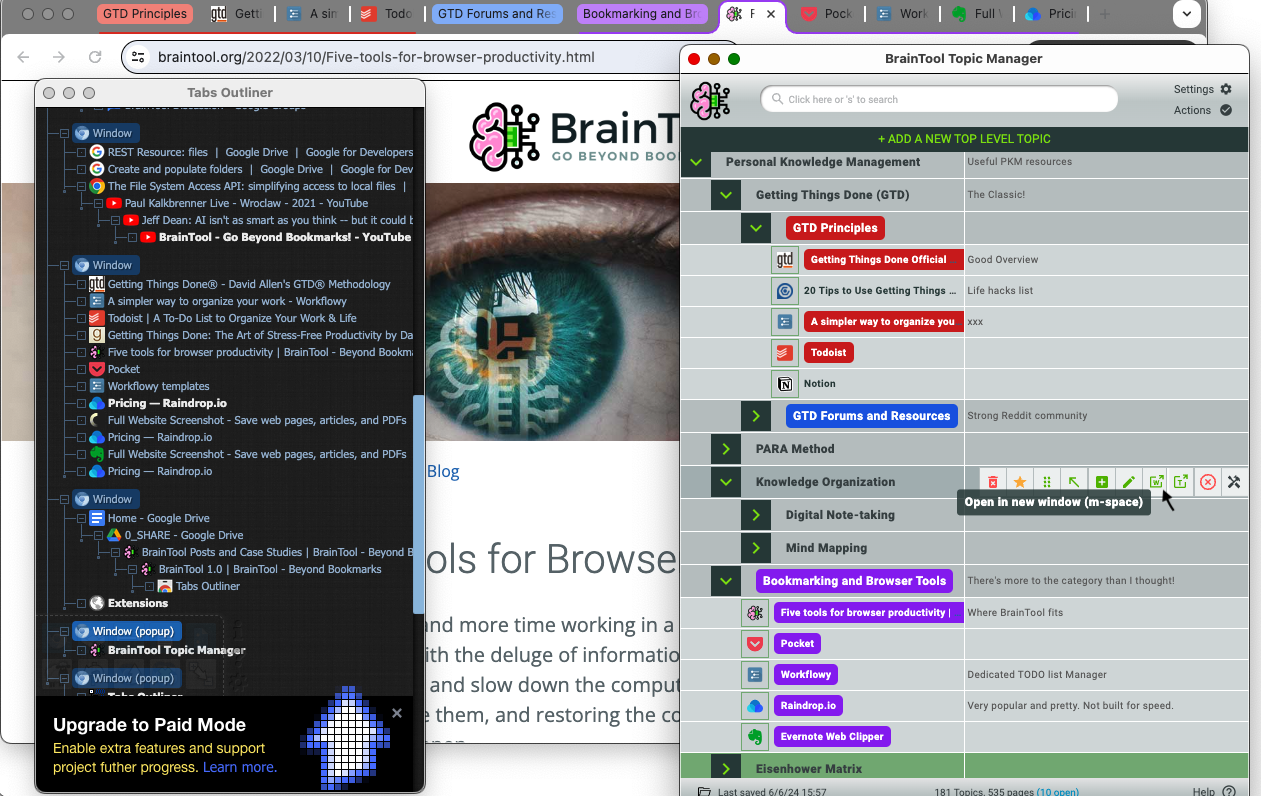 GTD Principles
Getti
A sim
Todo
GTD Forums and Res
Bookmarking and Brow
Pock
Work
Full W
Pricin
braintool.org/2022/03/10/Five-tools-for-browser-productivity.html
Tabs Outliner
Window
REST Resource: files | Google Drive | Google for Developers
Create and populate folders | Google Drive | Google for Dev
The File System Access API: simplifying access to local files |
Paul Kalkbrenner Live - Wroclaw - 2021 - YouTube
Jeff Dean: AI isn't as smart as you think -- but it could b
BrainTool - Go Beyond Bookmarks! - YouTube
Window
Getting Things Done® - David Allen's GTD® Methodology
A simpler way to organize your work - Workflowy
Todoist | A To-Do List to Organize Your Work & Life
Getting Things Done: The Art of Stress-Free Productivity by Da
Five tools for browser productivity | BrainTool - Beyond Bookma
Pocket
Workflowy templates
Pricing — Raindrop.io
Full Website Screenshot - Save web pages, articles, and PDFs
Pricing — Raindrop.io
Full Website Screenshot - Save web pages, articles, and PDFs
Pricing — Raindrop.io
Window
Home - Google Drive
0_SHARE - Google Drive
BrainTool Posts and Case Studies | BrainTool - Beyond B
BrainTool 1.0 | BrainTool - Beyond Bookmarks
Tabs Outliner
Extensions
Window (popup)
BrainTool Topic Manager
Window (popup)
Tabs Outliner
Upgrade to Paid Mode
Enable extra features and support
project futher progress. Learn more.
BrainT
GO BEYOND BOO
Blog
ols for Browse
and more time working in a
ith the deluge of informatio
and slow down the compu
e them, and restoring the co
BrainTool Topic Manager
Click here or 's' to search
Settings
Actions
+ ADD A NEW TOP LEVEL TOPIC
Personal Knowledge Management Useful PKM resources
Getting Things Done (GTD) The Classic!
GTD Principles
gtd Getting Things Done Official Good Overview
20 Tips to Use Getting Things ... Life hacks list
A simpler way to organize you... xxx
Todoist
Notion
GTD Forums and Resources Strong Reddit community
PARA Method
Knowledge Organization
Open in new window (m-space)
Digital Note-taking
Mind Mapping
Bookmarking and Browser Tools There's more to the category than I thought!
Five tools for browser productivity | Where BrainTool fits
Pocket
Workflowy Dedicated TODO list Manager
Raindrop.io Very popular and pretty. Not built for speed.
Evernote Web Clipper
Eisenhower Matrix
Last saved 6/6/24 15:57 181 Topics, 535 pages (10 open) Help